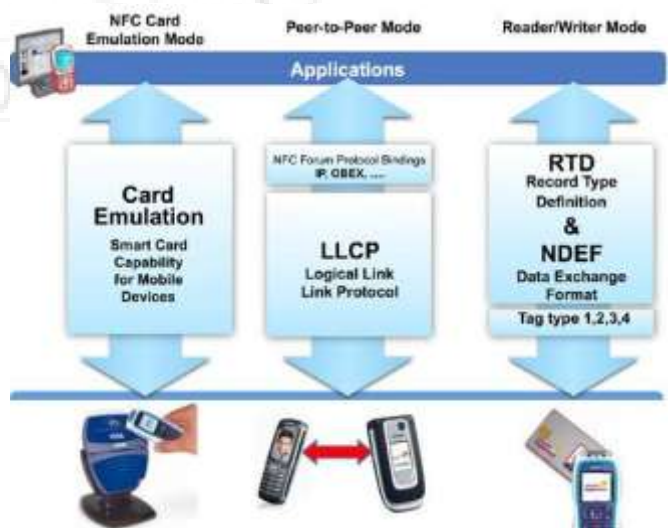 NFC Card
Emulation Mode
Peer-to-Peer Mode
Reader/Writer Mode
Applications
Card
Emulation
Smart Card
Capability
for Mobile
Devices
NFC Forum Protocol Bindings
IP, OBEX, ....
LLCP
Logical Link
Link Protocol
RTD
Record Type
Definition
&
NDEF
Data Exchange
Format
Tag type 1,2,3,4